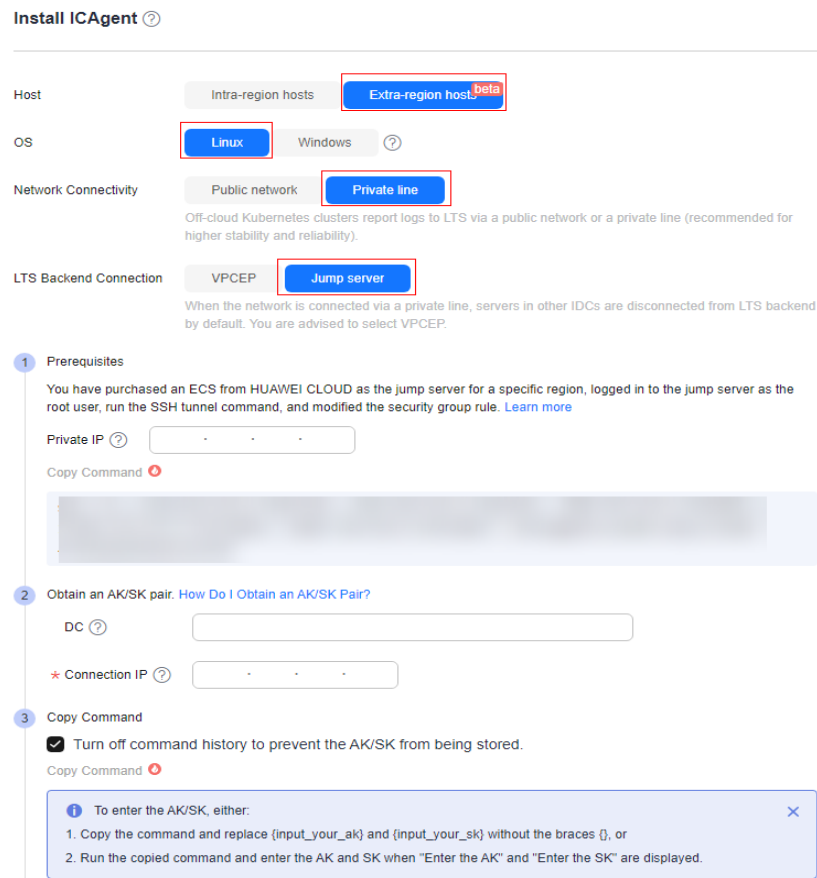 Install ICAgent ?
Host Intra-region hosts Extra-region hosts beta
OS Linux Windows ?
Network Connectivity Public network Private line
Off-cloud Kubernetes clusters report logs to LTS via a public network or a private line (recommended for
higher stability and reliability).
LTS Backend Connection VPCEP Jump server
When the network is connected via a private line, servers in other IDCs are disconnected from LTS backend
by default. You are advised to select VPCEP.
1 Prerequisites
You have purchased an ECS from HUAWEI CLOUD as the jump server for a specific region, logged in to the jump server as the
root user, run the SSH tunnel command, and modified the security group rule. Learn more
Private IP ?
Copy Command
2 Obtain an AK/SK pair. How Do I Obtain an AK/SK Pair?
DC ?
* Connection IP ?
3 Copy Command
Turn off command history to prevent the AK/SK from being stored.
Copy Command
i To enter the AK/SK, either:
1. Copy the command and replace {input_your_ak} and {input_your_sk} without the braces {}, or
2. Run the copied command and enter the AK and SK when "Enter the AK" and "Enter the SK" are displayed.